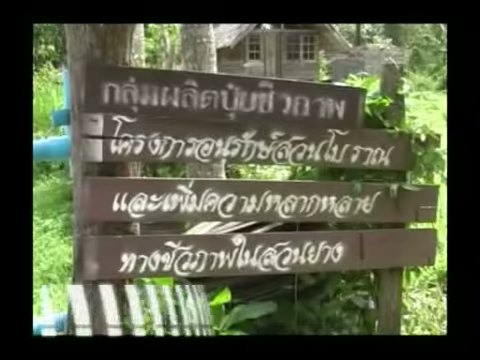 กลุ่มผลิตปุ๋ยชีวภาพ
โครงการอนุรักษ์สวนโบราณ
และเพิ่มความหลากหลาย
ทางชีวภาพในสวนยาง